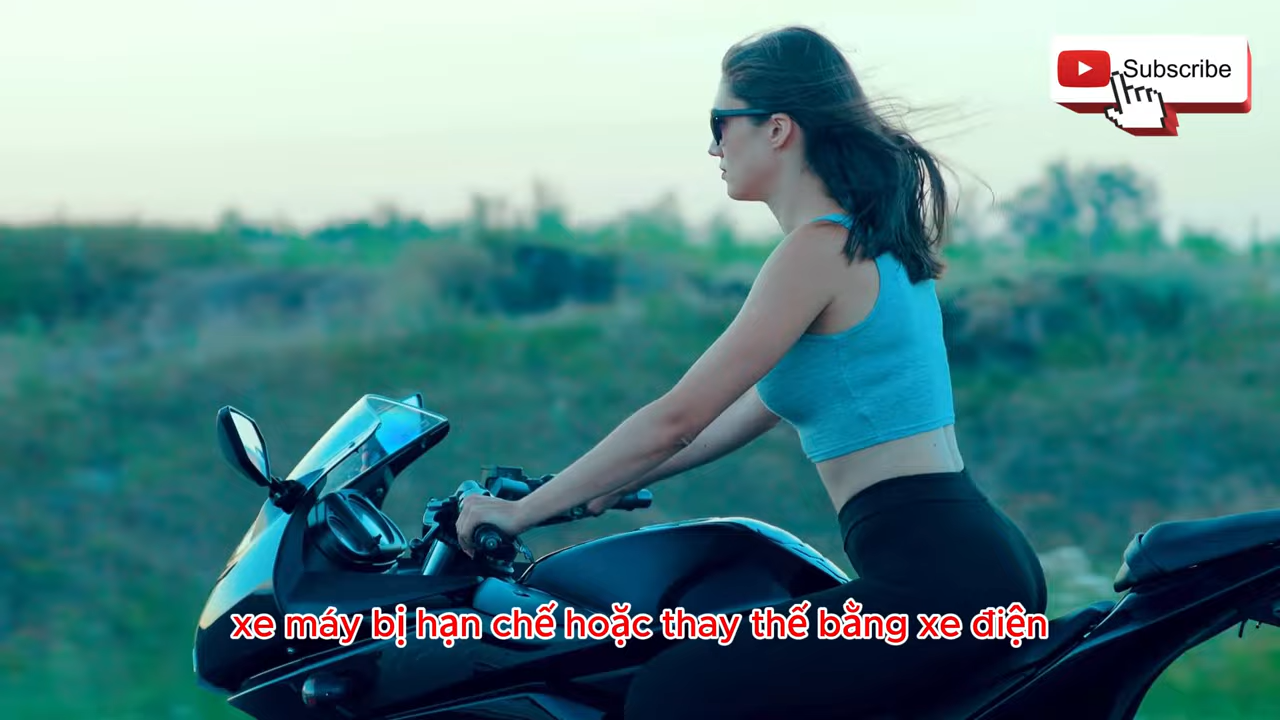 Subscribe
xe máy bị hạn chế hoặc thay thế bằng xe điện